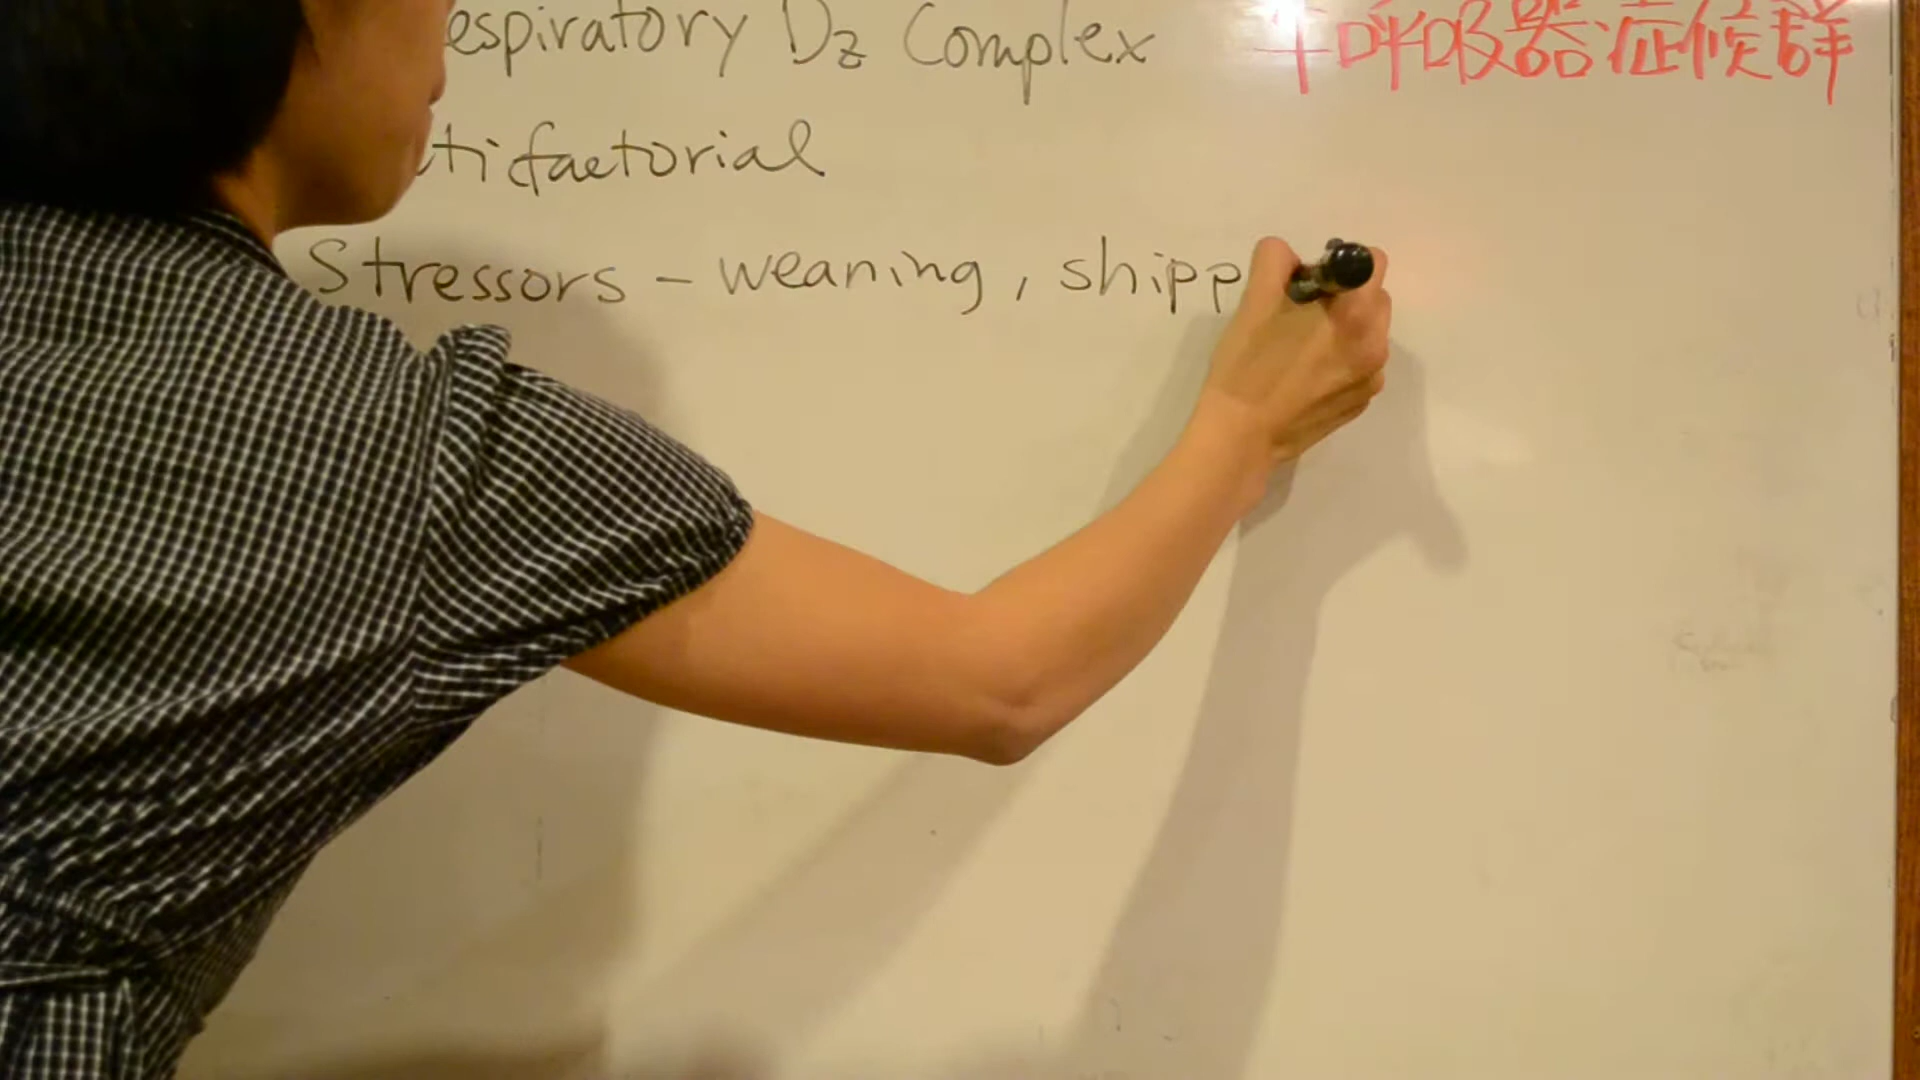 espiratory Dz Complex 牛呼吸器症候群
tifactorial
Stressors - weaning, shipp